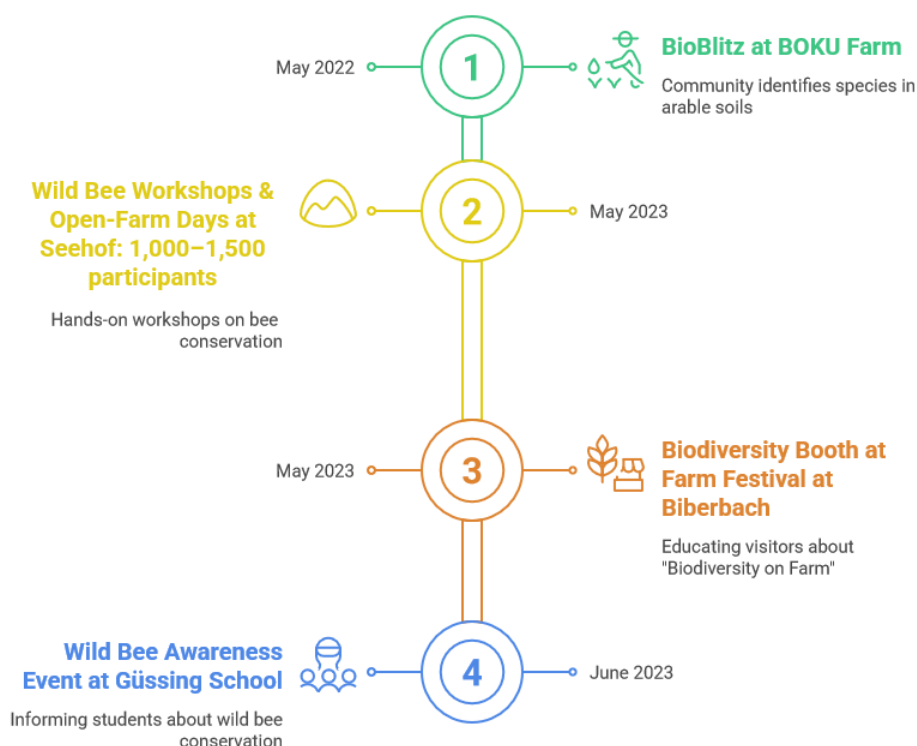 May 2022
1
BioBlitz at BOKU Farm
Community identifies species in
arable soils
Wild Bee Workshops &
Open-Farm Days at
Seehof: 1,000–1,500
participants
Hands-on workshops on bee
conservation
2
May 2023
May 2023
3
Biodiversity Booth at
Farm Festival at
Biberbach
Educating visitors about
"Biodiversity on Farm"
Wild Bee Awareness
Event at Güssing School
Informing students about wild bee
conservation
4
June 2023